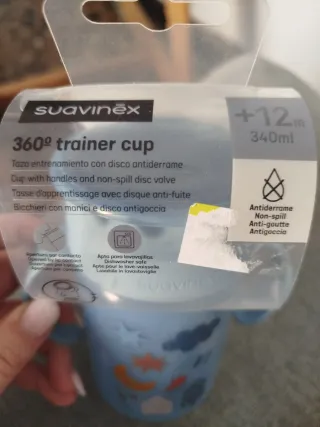 suavinēx
360º trainer cup
Taza entrenamiento con disco antiderrame
Cup with handles and non-spill disc valve
Tasse d'apprentissage avec disque anti-fuite
Bicchieri con manici e disco antigoccia
+12m
340ml
Antiderrame
Non-spill
Anti-goutte
Antigoccia
Apto para lavavajillas
Dishwasher safe
Apte pour le lave-vaisselle
Lavabile in lavastoviglie
suavinex